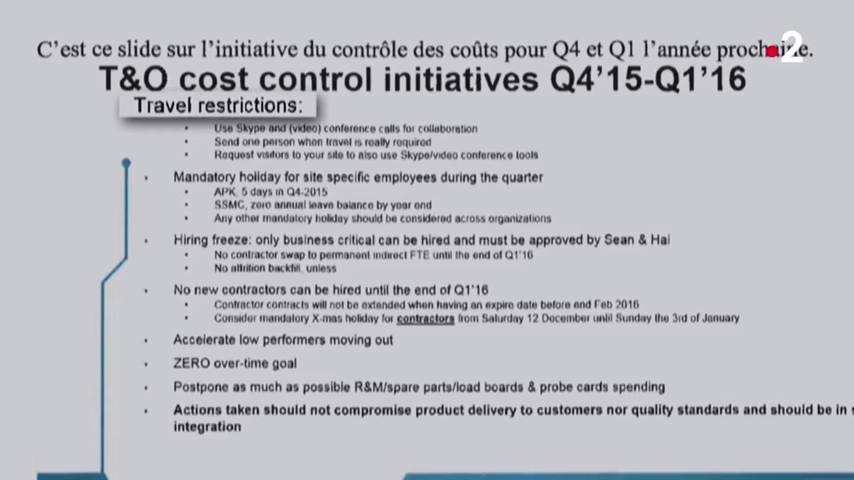 C'est ce slide sur l'initiative du contrôle des coûts pour Q4 et Q1 l'année prochaine.
2
T&O cost control initiatives Q4'15-Q1'16
Travel restrictions:
• Use Skype and (video) conference calls for collaboration
• Send one person when travel is really required
• Request visitors to your site to also use Skype/video conference tools
• Mandatory holiday for site specific employees during the quarter
• APK, 5 days in Q4-2015
• SSMC, zero annual leave balance by year end
• Any other mandatory holiday should be considered across organizations
• Hiring freeze: only business critical can be hired and must be approved by Sean & Hai
• No contractor swap to permanent indirect FTE until the end of Q1'16
• No attrition backfill, unless
• No new contractors can be hired until the end of Q1'16
• Contractor contracts will not be extended when having an expire date before end Feb 2016
• Consider mandatory X-mas holiday for contractors from Saturday 12 December until Sunday the 3rd of January
• Accelerate low performers moving out
• ZERO over-time goal
• Postpone as much as possible R&M/spare parts/load boards & probe cards spending
• Actions taken should not compromise product delivery to customers nor quality standards and should be in
integration